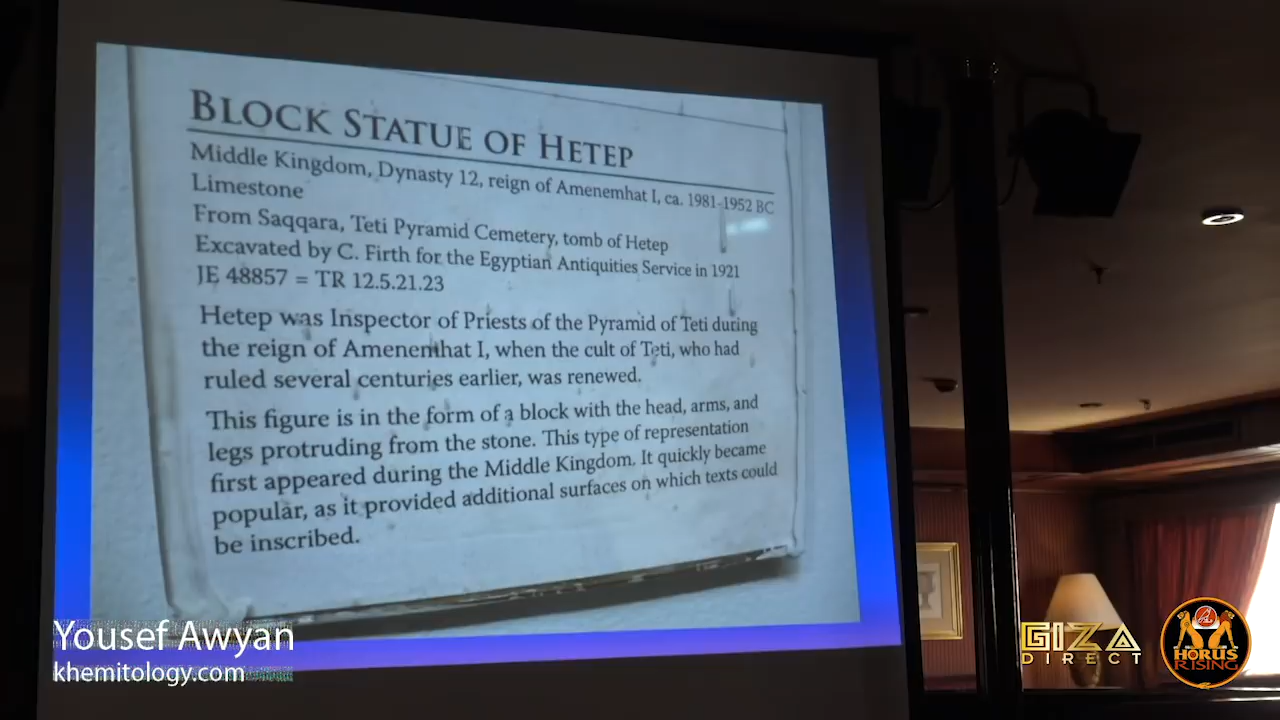 BLOCK STATUE OF HETEP
Middle Kingdom, Dynasty 12, reign of Amenemhat I, ca. 1981-1952 BC
Limestone
From Saqqara, Teti Pyramid Cemetery, tomb of Hetep
Excavated by C. Firth for the Egyptian Antiquities Service in 1921
JE 48857 = TR 12.5.21.23
Hetep was Inspector of Priests of the Pyramid of Teti during
the reign of Amenemhat I, when the cult of Teti, who had
ruled several centuries earlier, was renewed.
This figure is in the form of a block with the head, arms, and
legs protruding from the stone. This type of representation
first appeared during the Middle Kingdom. It quickly became
popular, as it provided additional surfaces on which texts could
be inscribed.
Yousef Awyan
khemitology.com
GIZA
DIRECT
HORUS
RISING